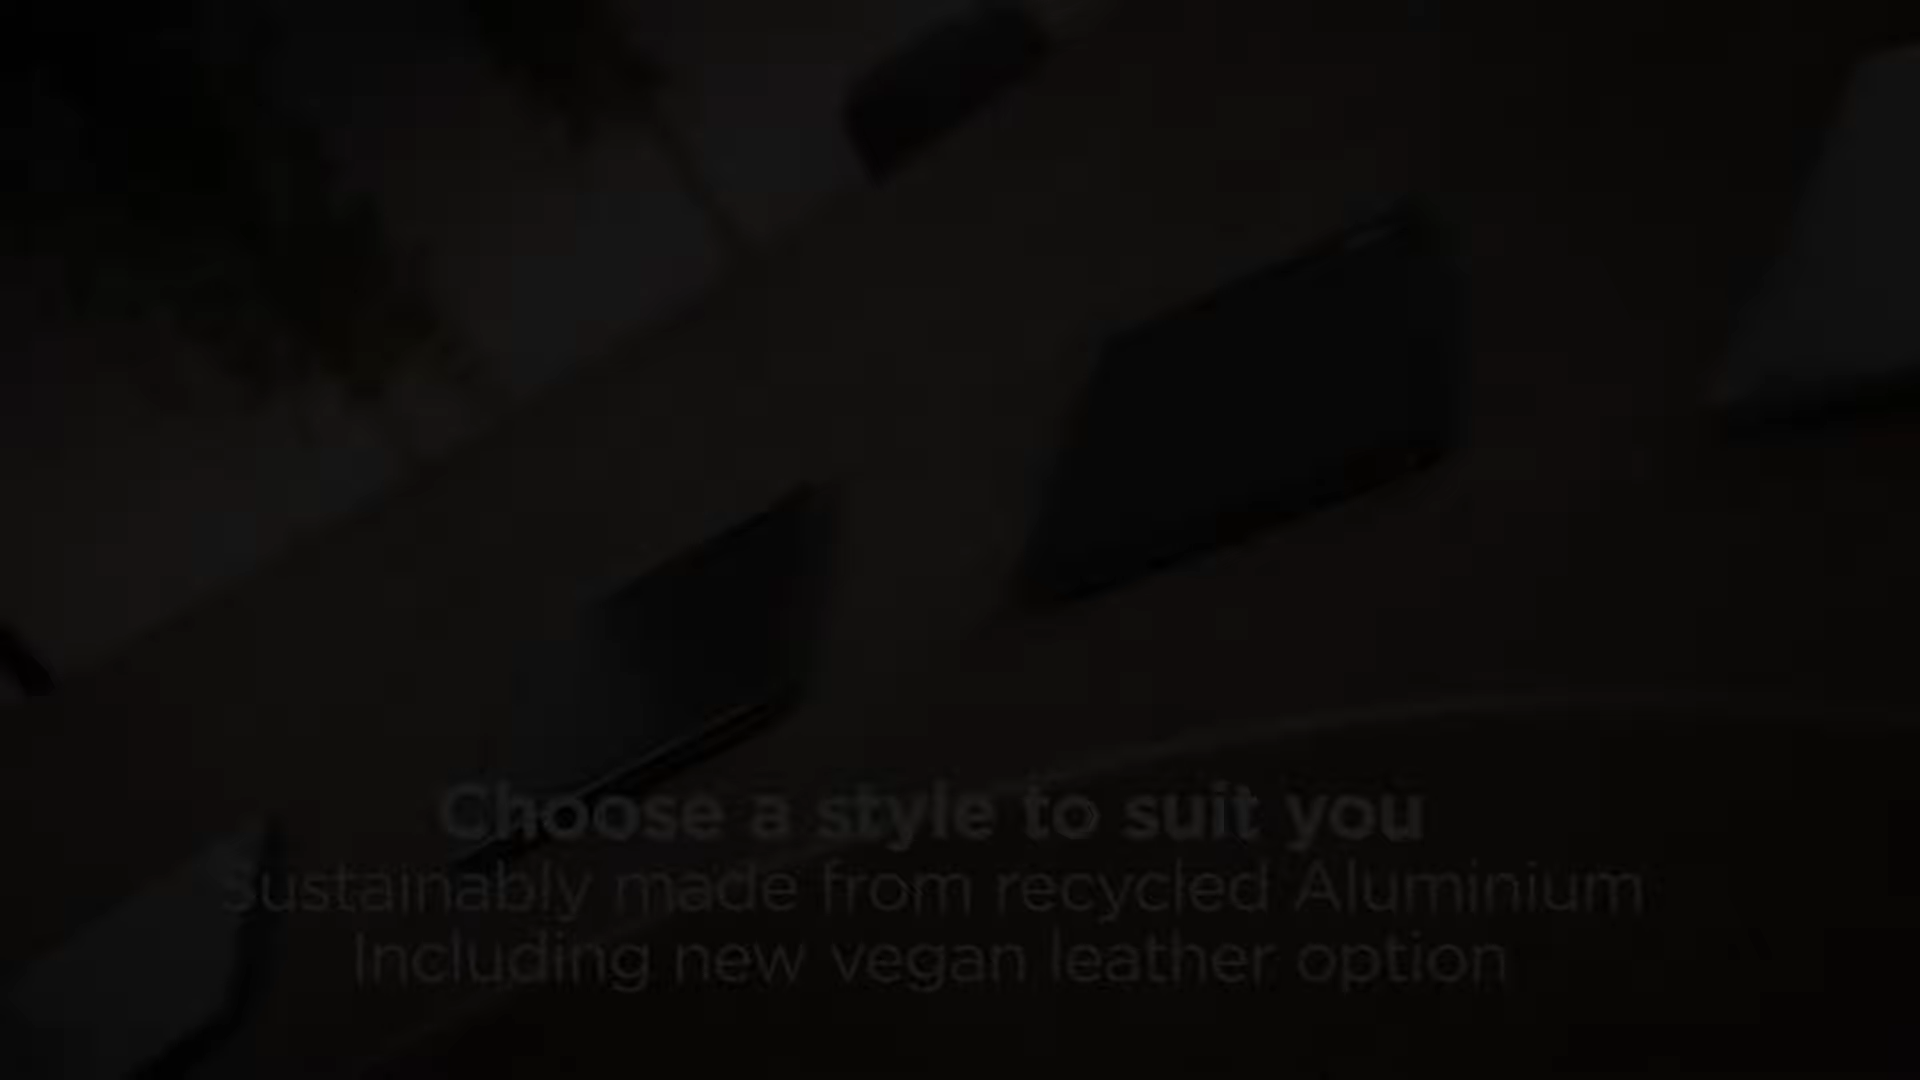 Choose a style to suit you
Sustainably made from recycled Aluminium
Including new vegan leather option